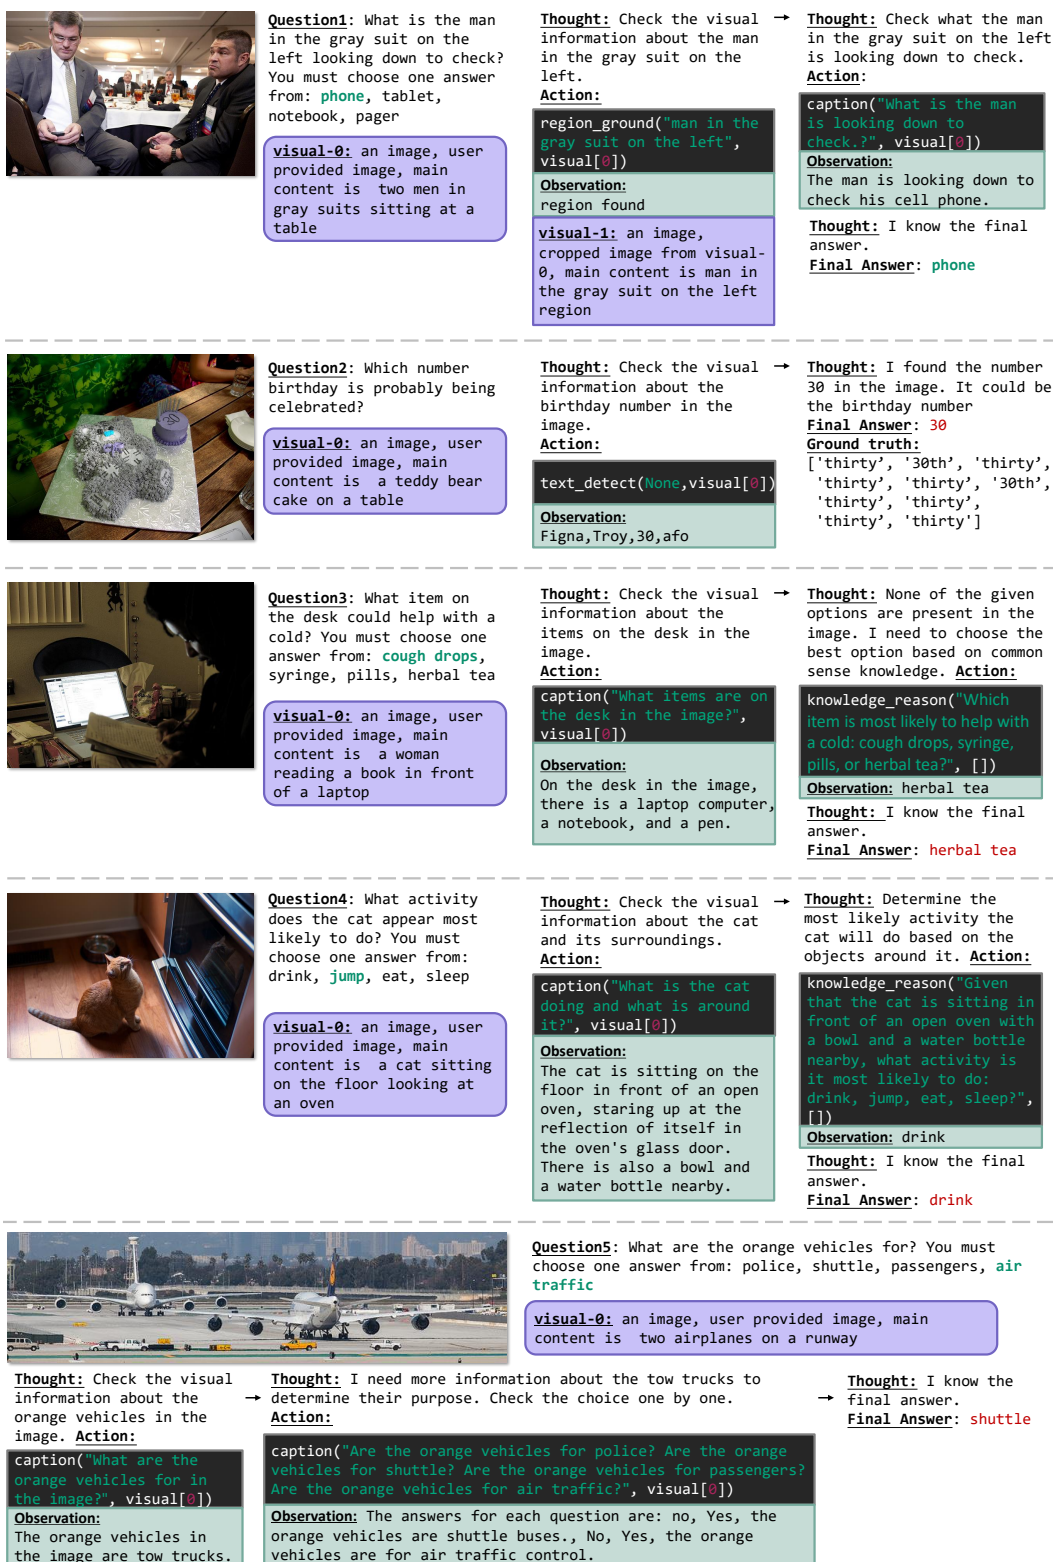 Question1: What is the man
in the gray suit on the
left looking down to check?
You must choose one answer
from: phone, tablet,
notebook, pager
visual-0: an image, user
provided image, main
content is  two men in
gray suits sitting at a
table
Thought: Check the visual
information about the man
in the gray suit on the
left.
Action:
region_ground("man in the
gray suit on the left",
visual[0])
Observation:
region found
visual-1: an image,
cropped image from visual-
0, main content is man in
the gray suit on the left
region
→
Thought: Check what the man
in the gray suit on the left
is looking down to check.
Action:
caption("What is the man
is looking down to
check.?", visual[0])
Observation:
The man is looking down to
check his cell phone.
Thought: I know the final
answer.
Final Answer: phone
Question2: Which number
birthday is probably being
celebrated?
visual-0: an image, user
provided image, main
content is  a teddy bear
cake on a table
Thought: Check the visual
information about the
birthday number in the
image.
Action:
text_detect(None,visual[0])
Observation:
Figna,Troy,30,afo
→
Thought: I found the number
30 in the image. It could be
the birthday number
Final Answer: 30
Ground truth:
['thirty’, '30th’, 'thirty’,
'thirty’, 'thirty’, '30th’,
'thirty’, 'thirty’,
'thirty’, 'thirty']
Question3: What item on
the desk could help with a
cold? You must choose one
answer from: cough drops,
syringe, pills, herbal tea
visual-0: an image, user
provided image, main
content is  a woman
reading a book in front
of a laptop
Thought: Check the visual
information about the
items on the desk in the
image.
Action:
caption("What items are on
the desk in the image?",
visual[0])
Observation:
On the desk in the image,
there is a laptop computer,
a notebook, and a pen.
→
Thought: None of the given
options are present in the
image. I need to choose the
best option based on common
sense knowledge. Action:
knowledge_reason("Which
item is most likely to help with
a cold: cough drops, syringe,
pills, or herbal tea?", [])
Observation: herbal tea
Thought: I know the final
answer.
Final Answer: herbal tea
Question4: What activity
does the cat appear most
likely to do? You must
choose one answer from:
drink, jump, eat, sleep
visual-0: an image, user
provided image, main
content is  a cat sitting
on the floor looking at
an oven
Thought: Check the visual
information about the cat
and its surroundings.
Action:
caption("What is the cat
doing and what is around
it?", visual[0])
Observation:
The cat is sitting on the
floor in front of an open
oven, staring up at the
reflection of itself in
the oven's glass door.
There is also a bowl and
a water bottle nearby.
→
Thought: Determine the
most likely activity the
cat will do based on the
objects around it. Action:
knowledge_reason("Given
that the cat is sitting in
front of an open oven with
a bowl and a water bottle
nearby, what activity is
it most likely to do:
drink, jump, eat, sleep?",
[])
Observation: drink
Thought: I know the final
answer.
Final Answer: drink
Question5: What are the orange vehicles for? You must
choose one answer from: police, shuttle, passengers, air
traffic
visual-0: an image, user provided image, main
content is  two airplanes on a runway
Thought: Check the visual
information about the
orange vehicles in the
image. Action:
caption("What are the
orange vehicles for in
the image?", visual[0])
Observation:
The orange vehicles in
the image are tow trucks.
→
Thought: I need more information about the tow trucks to
determine their purpose. Check the choice one by one.
Action:
caption("Are the orange vehicles for police? Are the orange
vehicles for shuttle? Are the orange vehicles for passengers?
Are the orange vehicles for air traffic?", visual[0])
Observation: The answers for each question are: no, Yes, the
orange vehicles are shuttle buses., No, Yes, the orange
vehicles are for air traffic control.
→
Thought: I know the
final answer.
Final Answer: shuttle